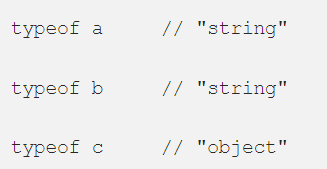 typeof a     // "string"
typeof b     // "string"
typeof c     // "object"